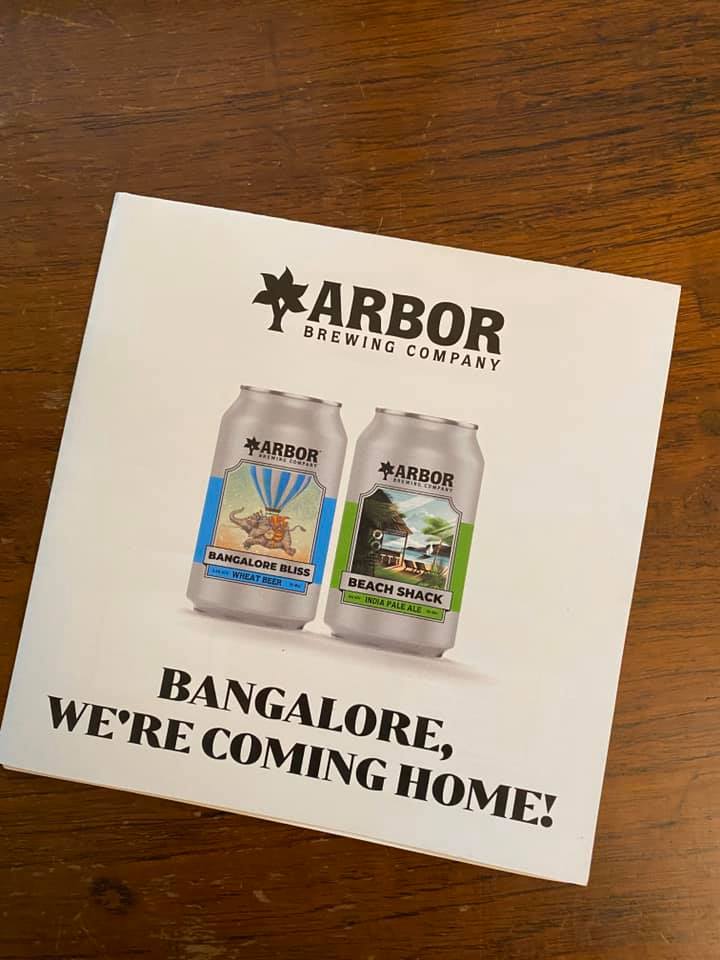 ARBOR
BREWING COMPANY
ARBOR
BREWING COMPANY
BANGALORE BLISS
WHEAT BEER
ARBOR
BREWING COMPANY
BEACH SHACK
INDIA PALE ALE
BANGALORE,
WE'RE COMING HOME!